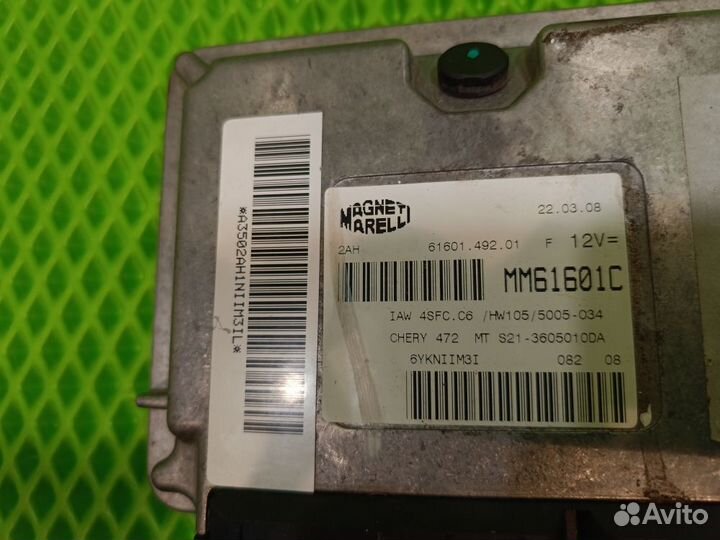 *A3502AH1NIIM3IL*
MAGNETI
MARELLI
22.03.08
2AH 61601.492.01 F 12V=
MM61601C
IAW 4SFC.C6 /HW105/5005-034
CHERY 472 MT S21-3605010DA
6YKNIIM3I 082 08
Avito